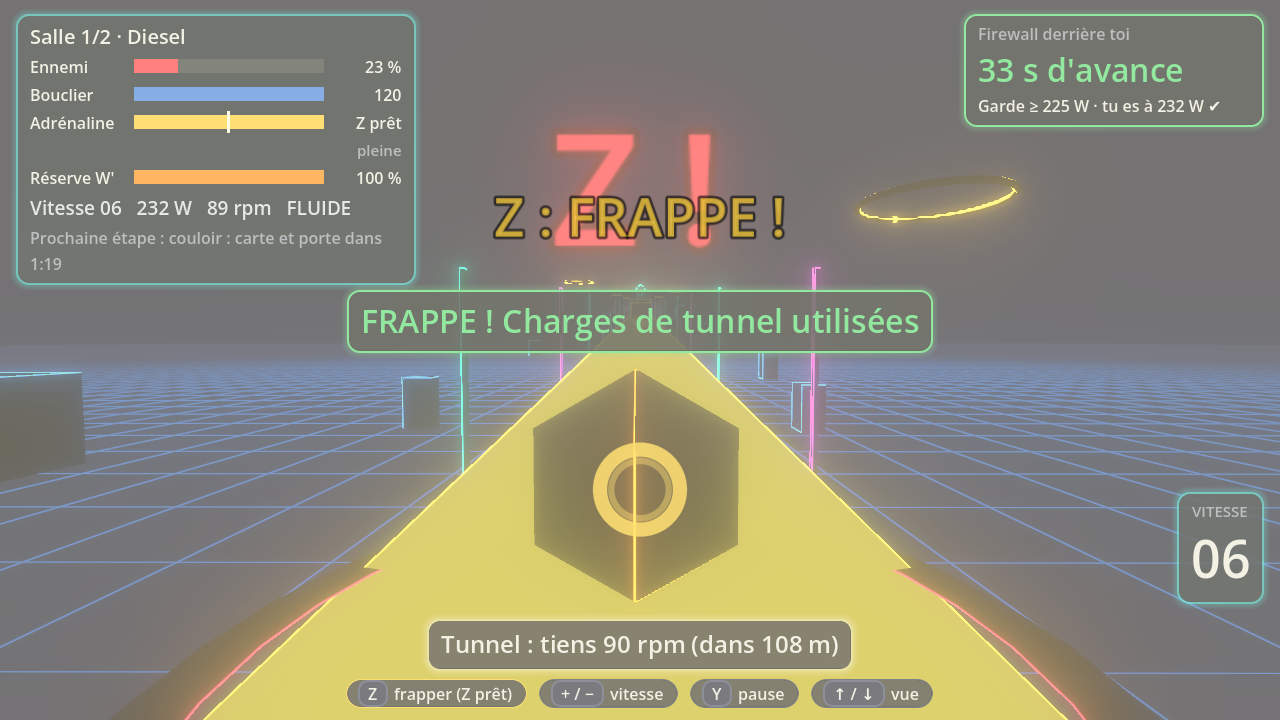 Salle 1/2 · Diesel
Ennemi 23 %
Bouclier 120
Adrénaline Z prêt
pleine
Réserve W' 100 %
Vitesse 06 232 W 89 rpm FLUIDE
Prochaine étape : couloir : carte et porte dans
1:19
Firewall derrière toi
33 s d'avance
Garde ≥ 225 W · tu es à 232 W ✔
Z !
Z : FRAPPE !
FRAPPE ! Charges de tunnel utilisées
VITESSE
06
Tunnel : tiens 90 rpm (dans 108 m)
Z frapper (Z prêt) + / − vitesse Y pause ↑ / ↓ vue